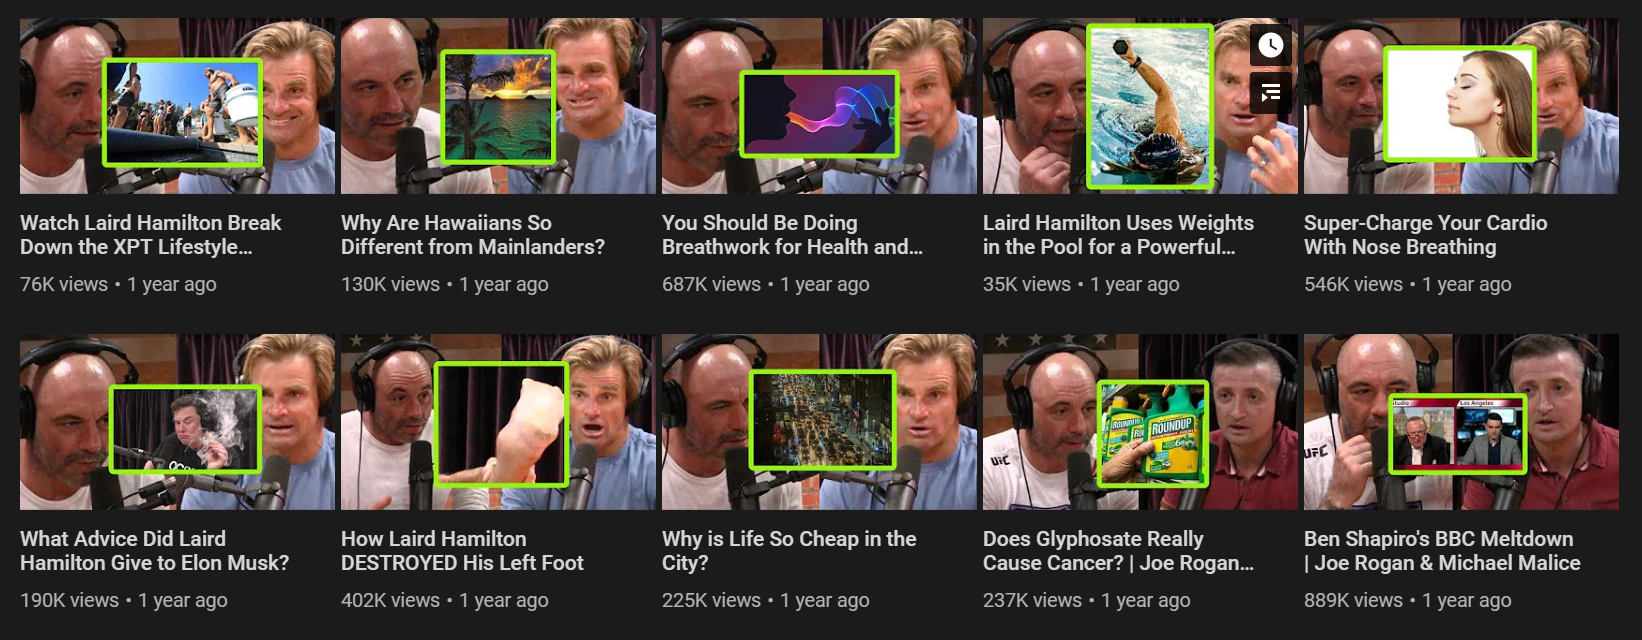 Watch Laird Hamilton Break
Down the XPT Lifestyle...
76K views • 1 year ago
Why Are Hawaiians So
Different from Mainlanders?
130K views • 1 year ago
You Should Be Doing
Breathwork for Health and...
687K views • 1 year ago
Laird Hamilton Uses Weights
in the Pool for a Powerful...
35K views • 1 year ago
Super-Charge Your Cardio
With Nose Breathing
546K views • 1 year ago
What Advice Did Laird
Hamilton Give to Elon Musk?
190K views • 1 year ago
How Laird Hamilton
DESTROYED His Left Foot
402K views • 1 year ago
Why is Life So Cheap in the
City?
225K views • 1 year ago
UFC
ROUNDUP
ROUNDUP
Does Glyphosate Really
Cause Cancer? | Joe Rogan...
237K views • 1 year ago
UFC
Los Angeles
Ben Shapiro's BBC Meltdown
| Joe Rogan & Michael Malice
889K views • 1 year ago